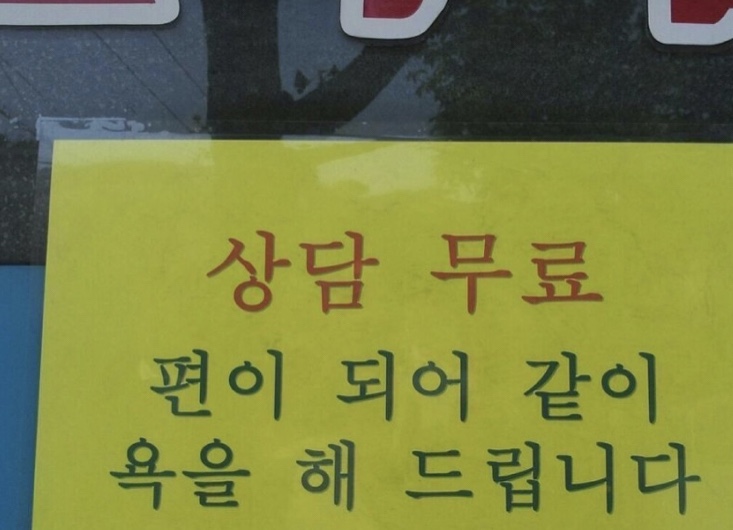 상담 무료
편이 되어 같이
욕을 해 드립니다